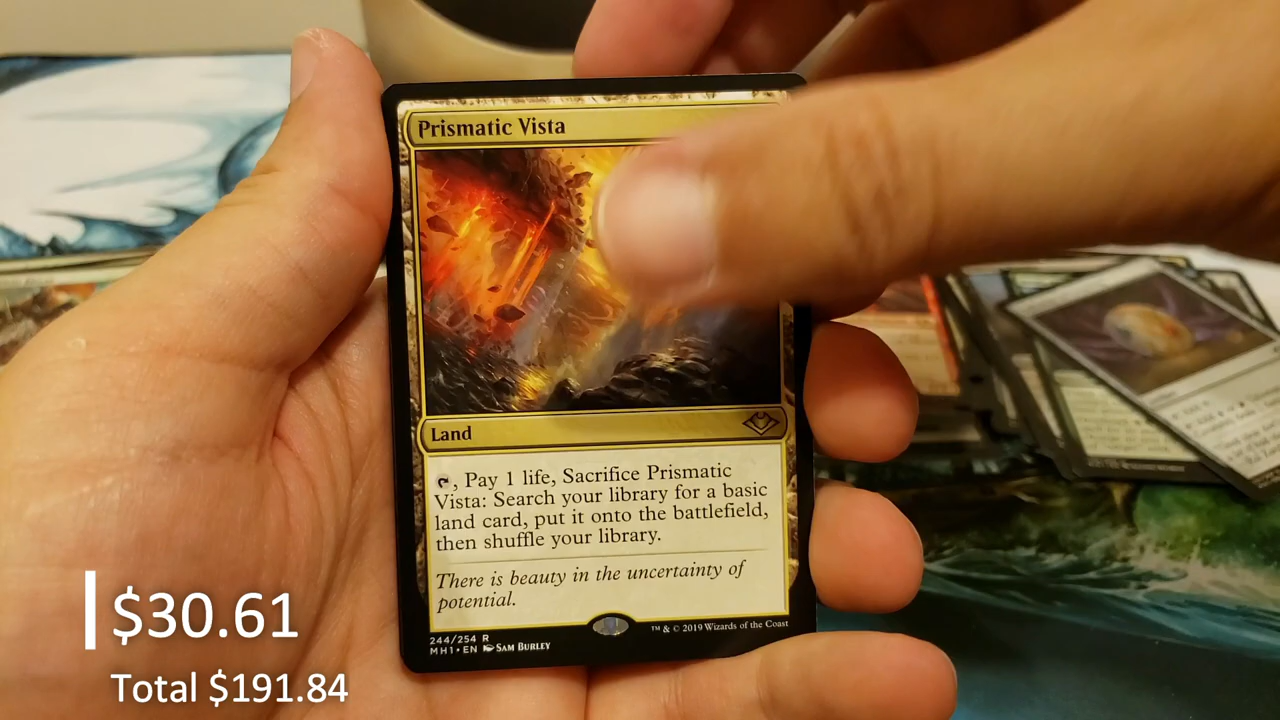 Prismatic Vista
Land
, Pay 1 life, Sacrifice Prismatic
Vista: Search your library for a basic
land card, put it onto the battlefield,
then shuffle your library.
There is beauty in the uncertainty of
potential.
244/254 R
MH1 • EN SAM BURLEY
™ & © 2019 Wizards of the Coast
$30.61
Total $191.84